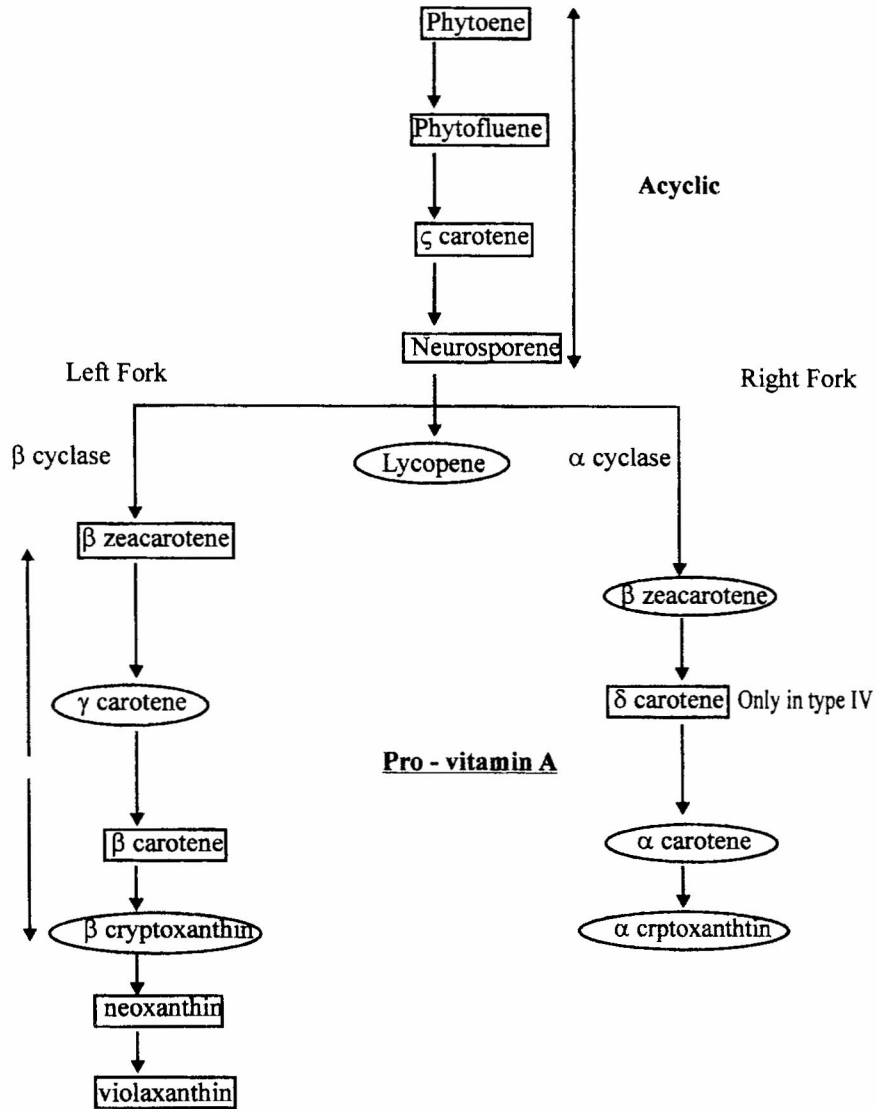 Phytoene
Phytofluene
Acyclic
ς carotene
Neurosporene
Left Fork
Right Fork
β cyclase
Lycopene
α cyclase
β zeacarotene
β zeacarotene
γ carotene
δ carotene Only in type IV
Pro - vitamin A
β carotene
α carotene
β cryptoxanthin
α crptoxanthtin
neoxanthin
violaxanthin